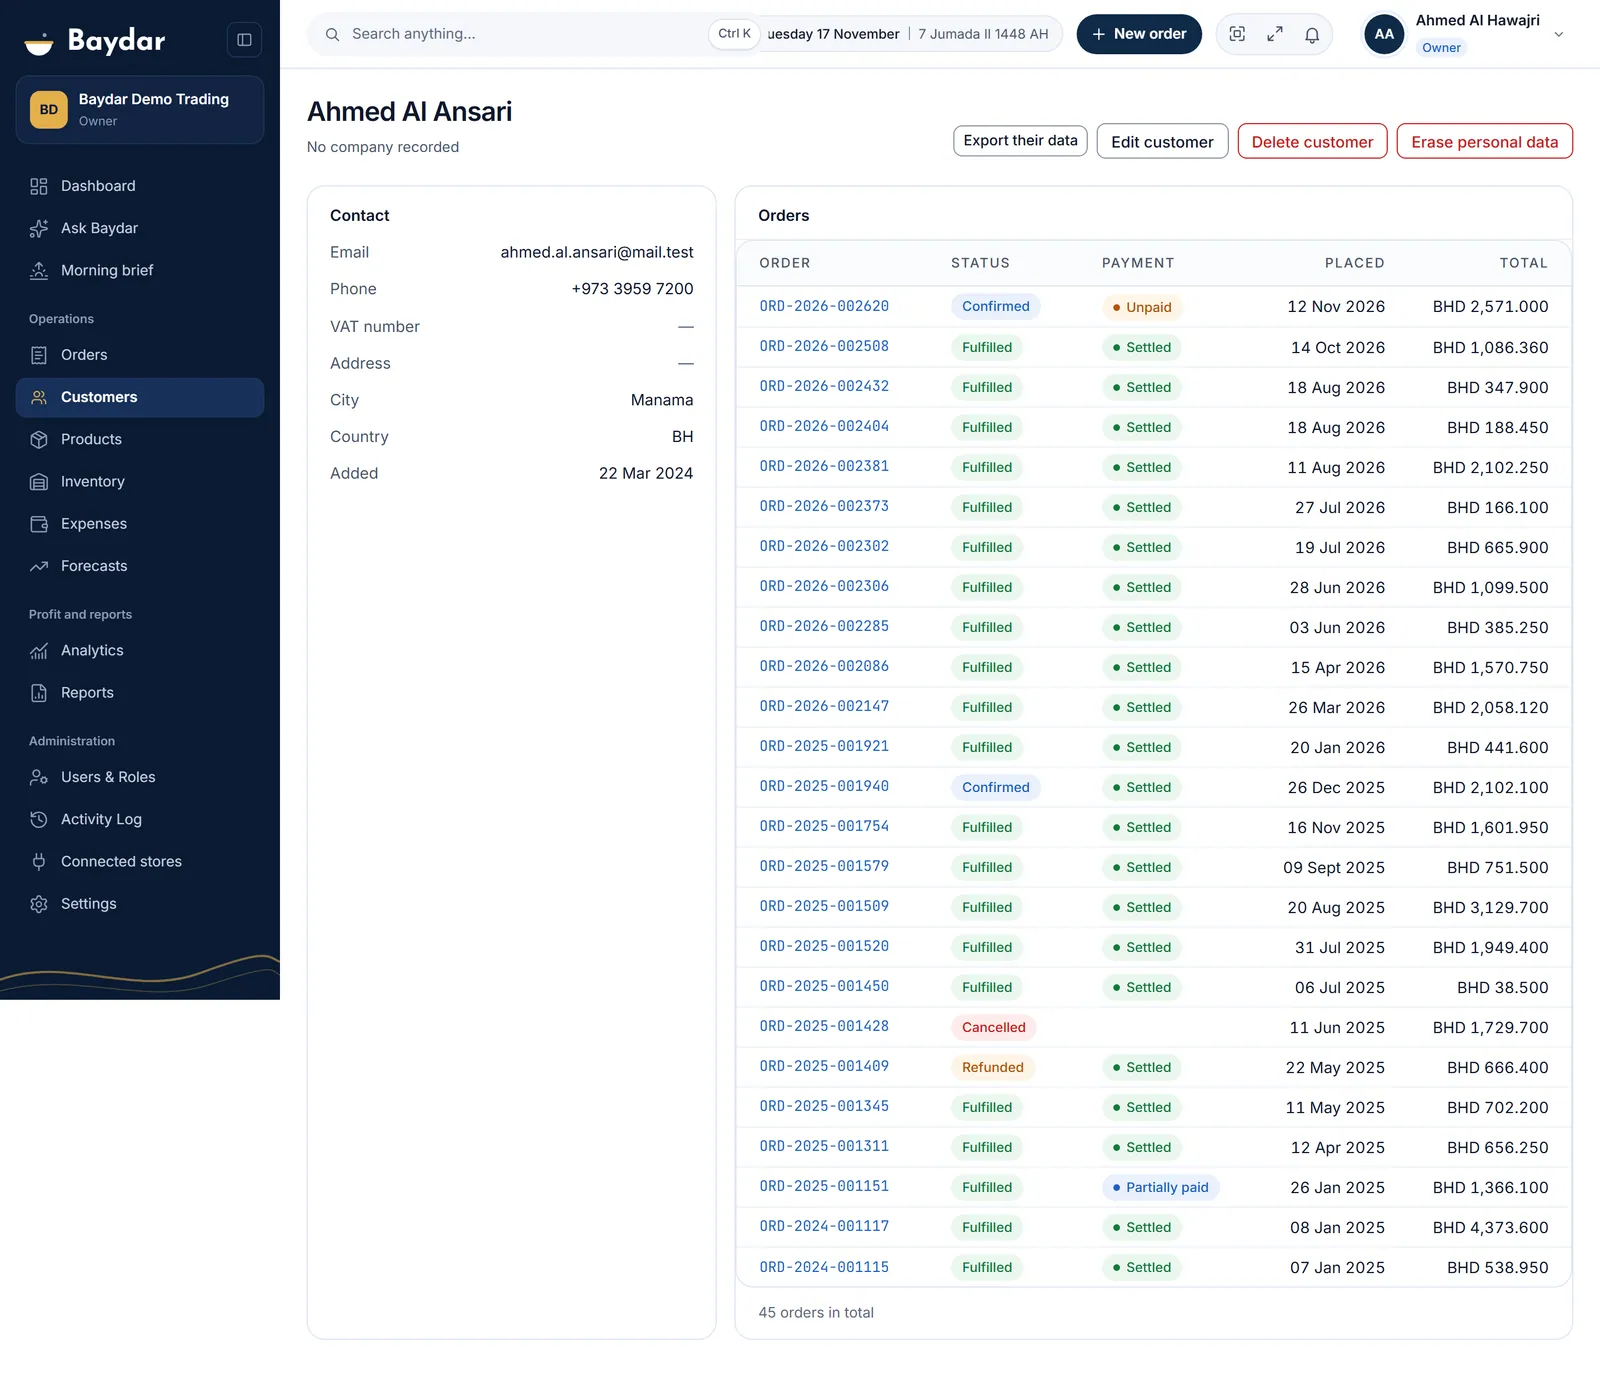 Baydar
BD
Baydar Demo Trading
Owner
Dashboard
Ask Baydar
Morning brief
Operations
Orders
Customers
Products
Inventory
Expenses
Forecasts
Profit and reports
Analytics
Reports
Administration
Users & Roles
Activity Log
Connected stores
Settings
Search anything...
Ctrl K
uesday 17 November
7 Jumada II 1448 AH
+ New order
AA
Ahmed Al Hawajri
Owner
Ahmed Al Ansari
No company recorded
Export their data
Edit customer
Delete customer
Erase personal data
Contact
Email ahmed.al.ansari@mail.test
Phone +973 3959 7200
VAT number —
Address —
City Manama
Country BH
Added 22 Mar 2024
Orders
ORDER STATUS PAYMENT PLACED TOTAL
ORD-2026-002620 Confirmed Unpaid 12 Nov 2026 BHD 2,571.000
ORD-2026-002508 Fulfilled Settled 14 Oct 2026 BHD 1,086.360
ORD-2026-002432 Fulfilled Settled 18 Aug 2026 BHD 347.900
ORD-2026-002404 Fulfilled Settled 18 Aug 2026 BHD 188.450
ORD-2026-002381 Fulfilled Settled 11 Aug 2026 BHD 2,102.250
ORD-2026-002373 Fulfilled Settled 27 Jul 2026 BHD 166.100
ORD-2026-002302 Fulfilled Settled 19 Jul 2026 BHD 665.900
ORD-2026-002306 Fulfilled Settled 28 Jun 2026 BHD 1,099.500
ORD-2026-002285 Fulfilled Settled 03 Jun 2026 BHD 385.250
ORD-2026-002086 Fulfilled Settled 15 Apr 2026 BHD 1,570.750
ORD-2026-002147 Fulfilled Settled 26 Mar 2026 BHD 2,058.120
ORD-2025-001921 Fulfilled Settled 20 Jan 2026 BHD 441.600
ORD-2025-001940 Confirmed Settled 26 Dec 2025 BHD 2,102.100
ORD-2025-001754 Fulfilled Settled 16 Nov 2025 BHD 1,601.950
ORD-2025-001579 Fulfilled Settled 09 Sept 2025 BHD 751.500
ORD-2025-001509 Fulfilled Settled 20 Aug 2025 BHD 3,129.700
ORD-2025-001520 Fulfilled Settled 31 Jul 2025 BHD 1,949.400
ORD-2025-001450 Fulfilled Settled 06 Jul 2025 BHD 38.500
ORD-2025-001428 Cancelled 11 Jun 2025 BHD 1,729.700
ORD-2025-001409 Refunded Settled 22 May 2025 BHD 666.400
ORD-2025-001345 Fulfilled Settled 11 May 2025 BHD 702.200
ORD-2025-001311 Fulfilled Settled 12 Apr 2025 BHD 656.250
ORD-2025-001151 Fulfilled Partially paid 26 Jan 2025 BHD 1,366.100
ORD-2024-001117 Fulfilled Settled 08 Jan 2025 BHD 4,373.600
ORD-2024-001115 Fulfilled Settled 07 Jan 2025 BHD 538.950
45 orders in total